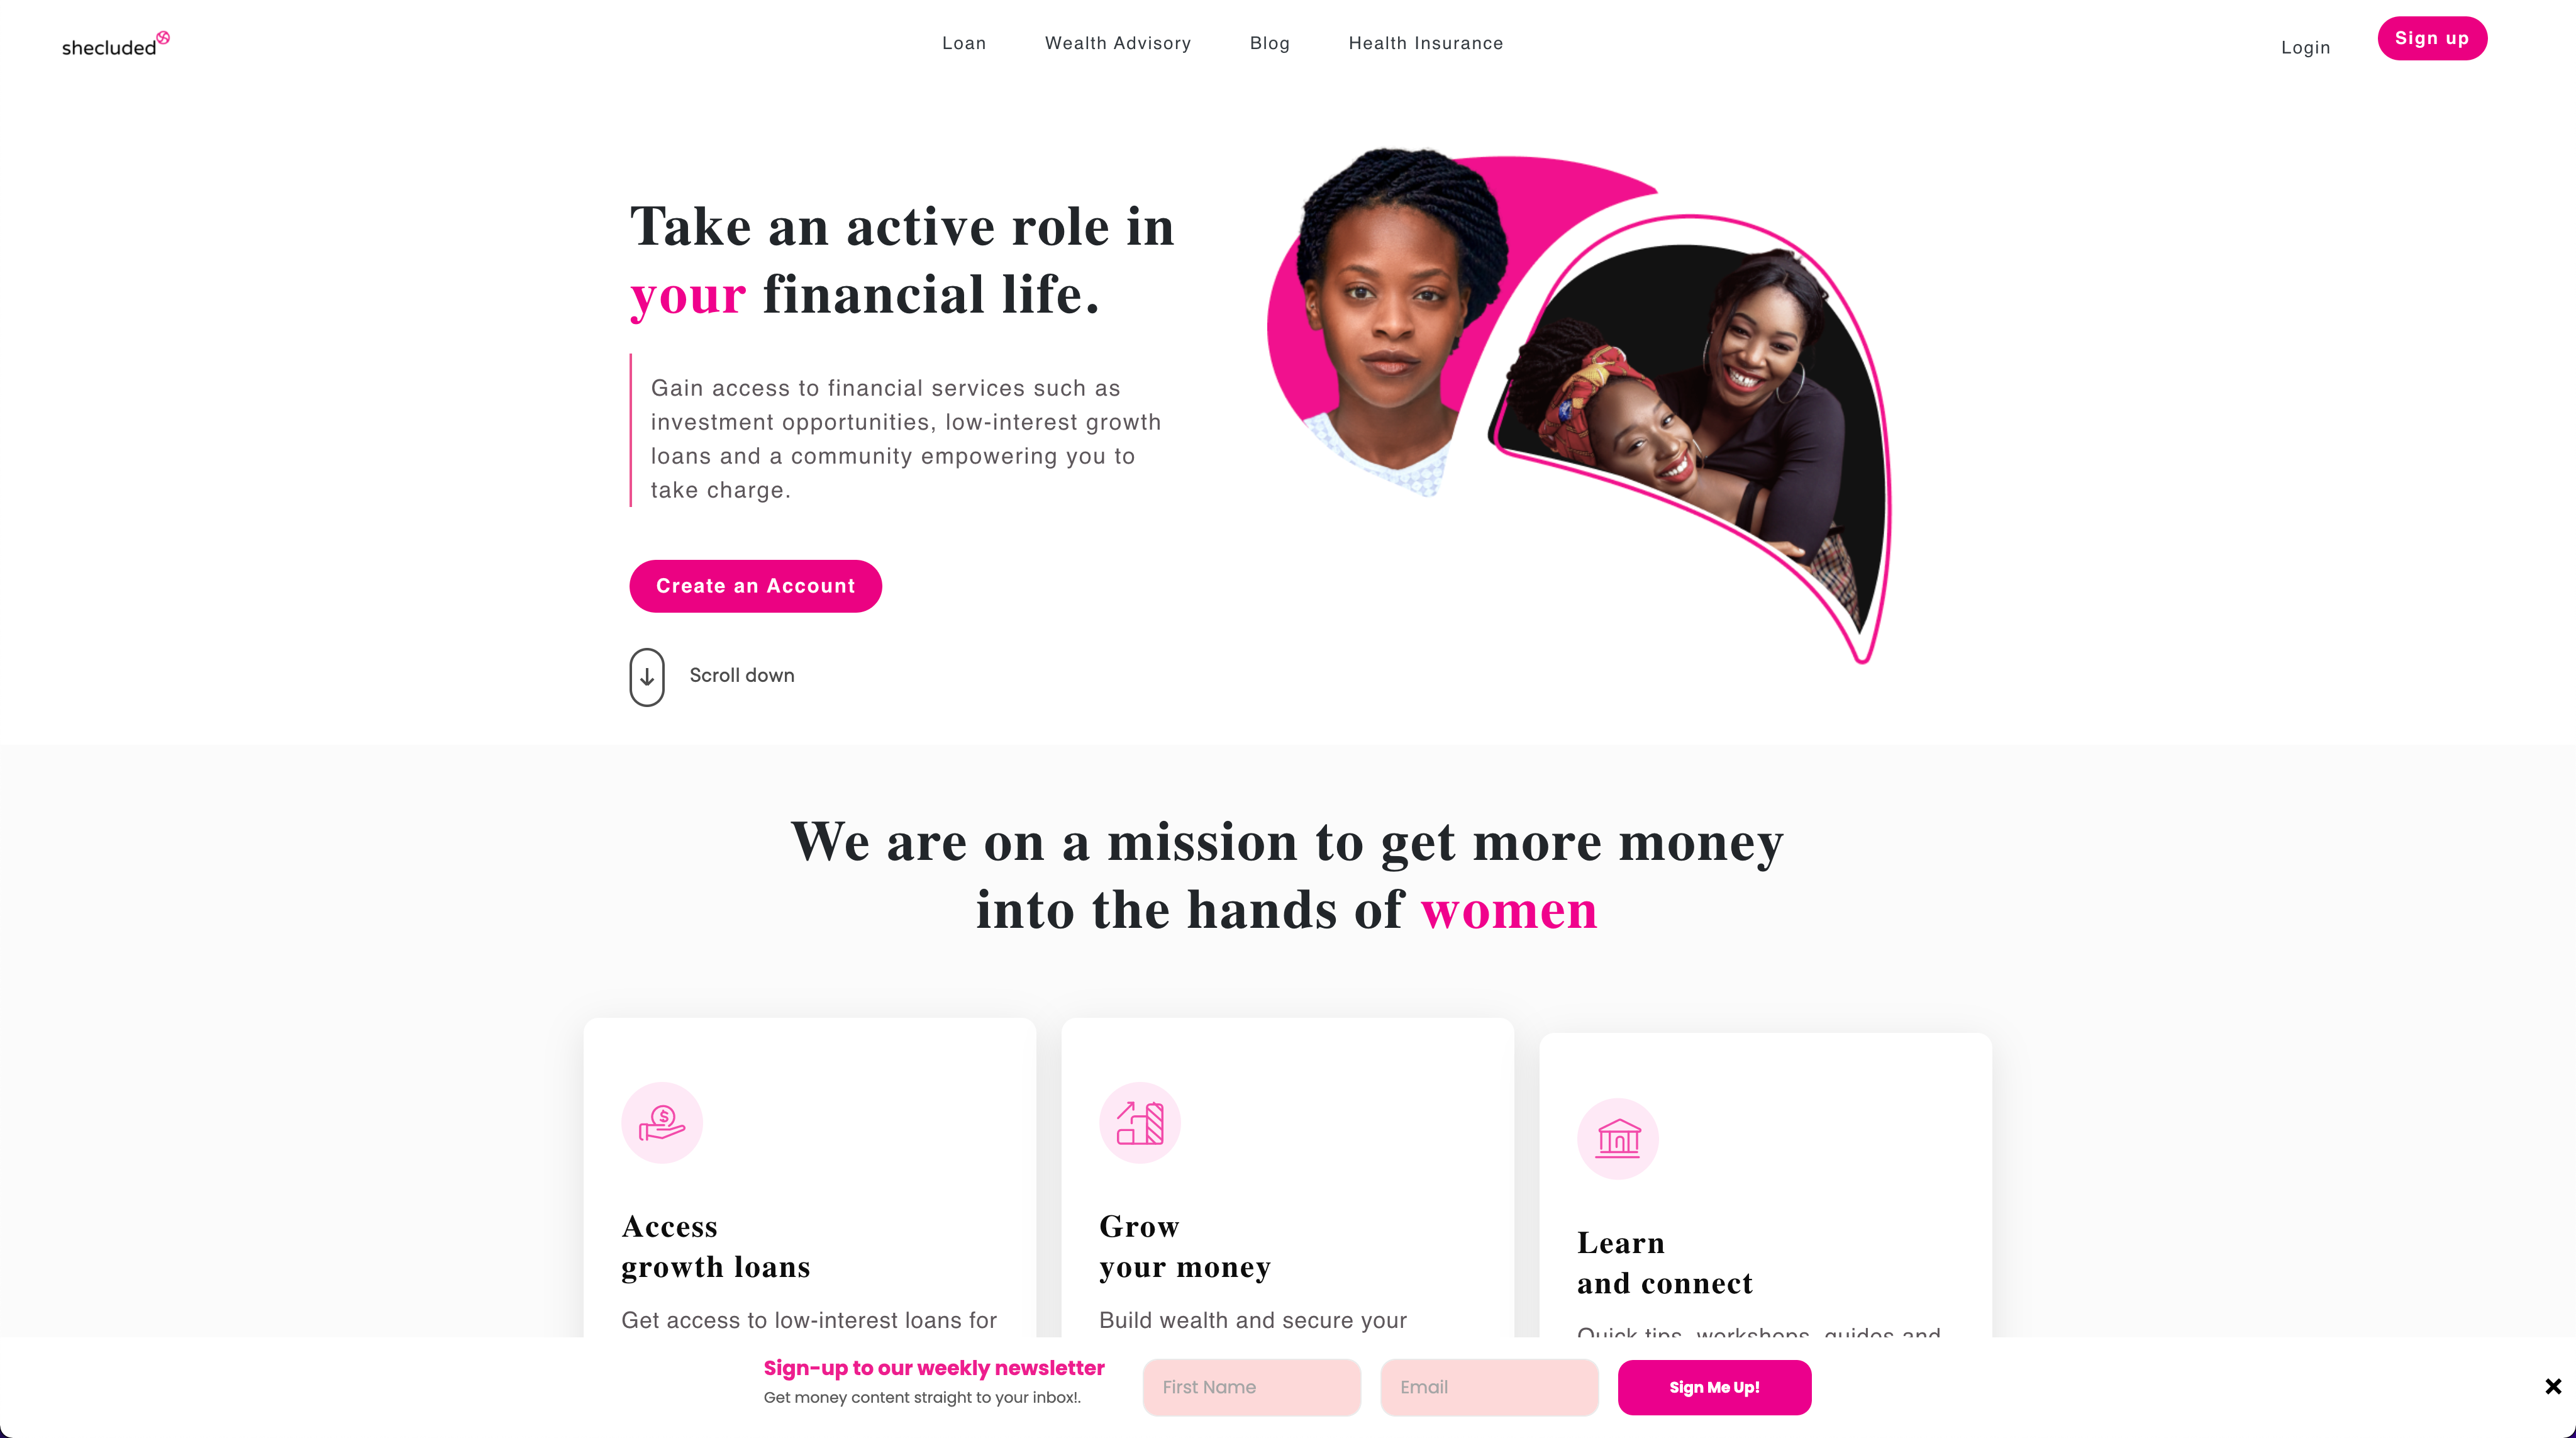 shecluded
Loan
Wealth Advisory
Blog
Health Insurance
Login
Sign up
Take an active role in
your financial life.
Gain access to financial services such as
investment opportunities, low-interest growth
loans and a community empowering you to
take charge.
Create an Account
Scroll down
We are on a mission to get more money
into the hands of women
Access
growth loans
Get access to low-interest loans for
Grow
your money
Build wealth and secure your
Learn
and connect
Quick tips, workshops, guides and
Sign-up to our weekly newsletter
Get money content straight to your inbox!.
First Name
Email
Sign Me Up!